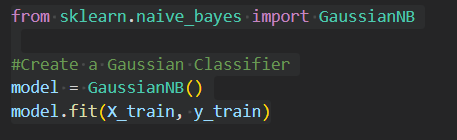 from sklearn.naive_bayes import GaussianNB
#Create a Gaussian Classifier
model = GaussianNB()
model.fit(X_train, y_train)